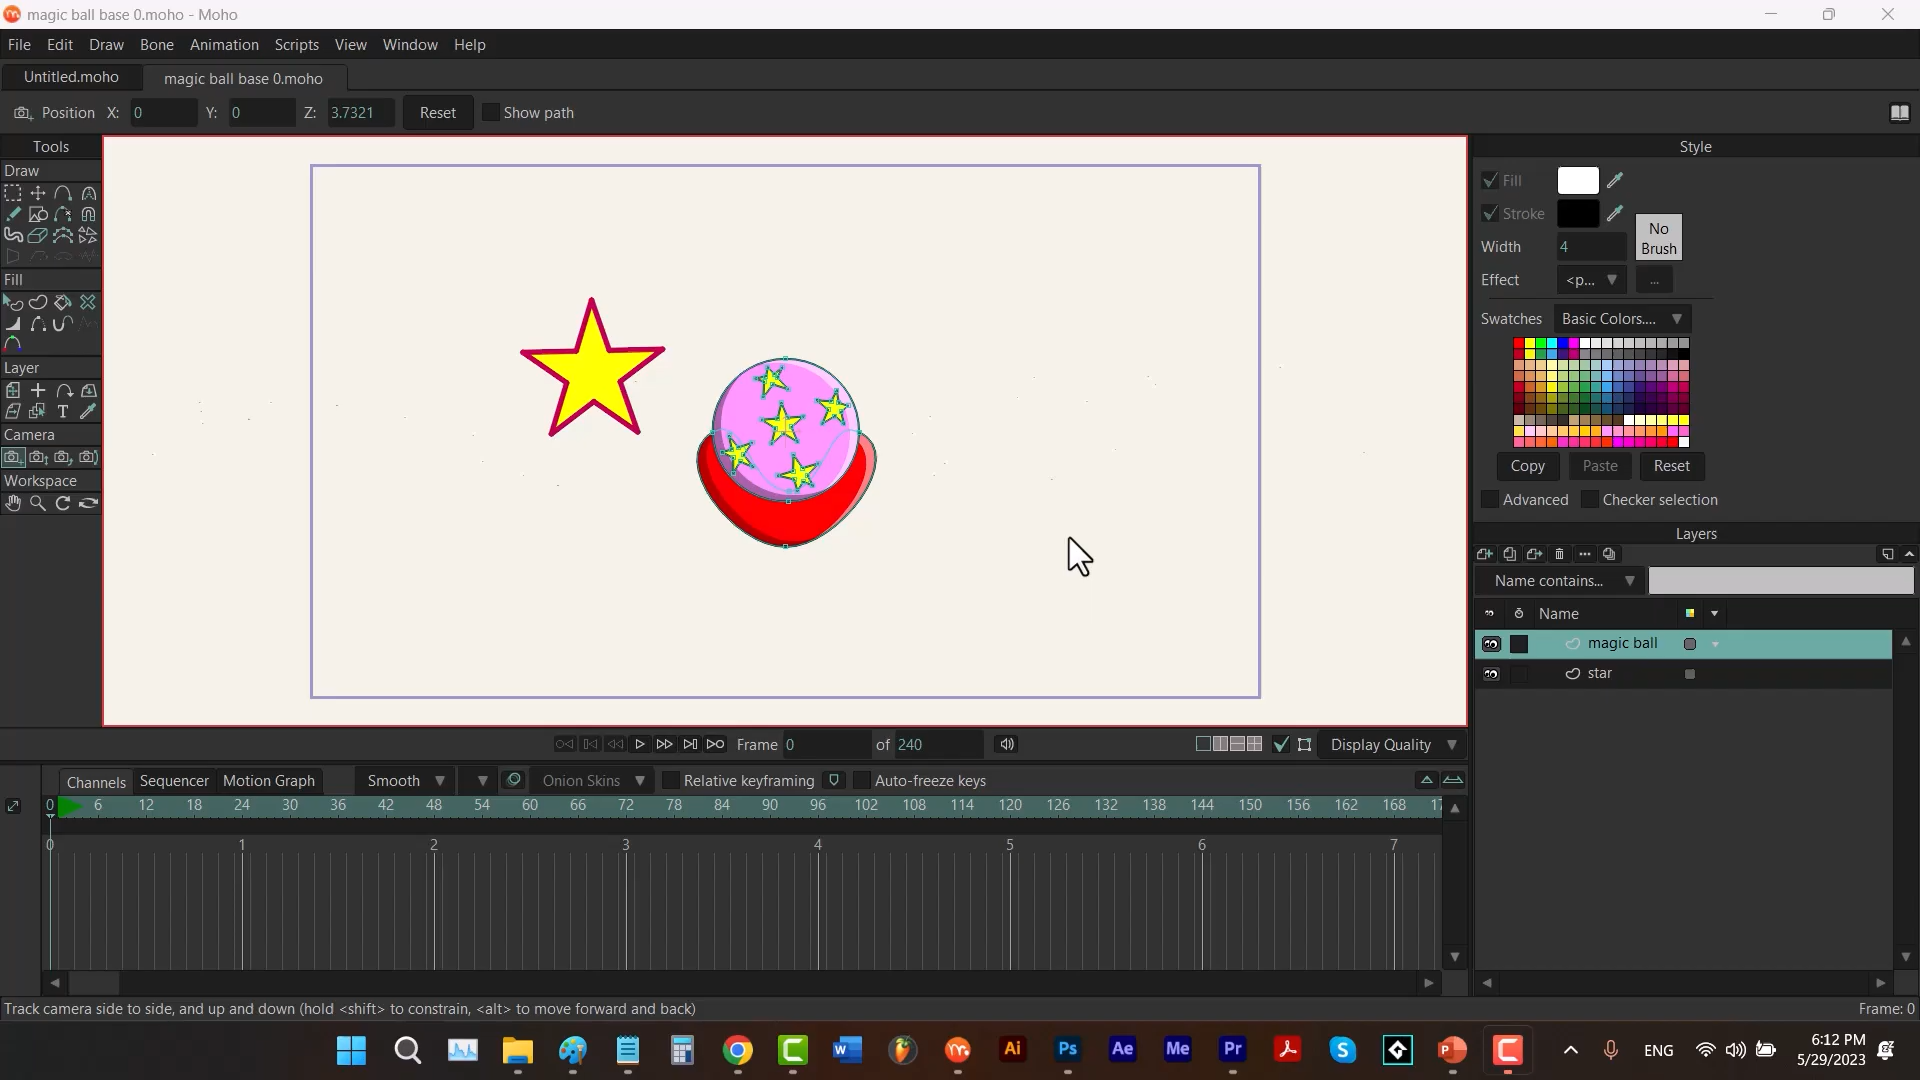 magic ball base 0.moho - Moho
File Edit Draw Bone Animation Scripts View Window Help
Untitled.moho magic ball base 0.moho
Position X: 0 Y: 0 Z: 3.7321 Reset Show path
Tools
Style
Draw
Fill
Stroke
No Brush
Width 4
Effect <p... ...
Fill
Swatches Basic Colors....
Layer
T
Camera
Copy Paste Reset
Workspace
Advanced Checker selection
Layers
Name contains...
Name
magic ball
star
Frame 0 of 240 Display Quality
Channels Sequencer Motion Graph Smooth Onion Skins Relative keyframing Auto-freeze keys
0 6 12 18 24 30 36 42 48 54 60 66 72 78 84 90 96 102 108 114 120 126 132 138 144 150 156 162 168 17
0 1 2 3 4 5 6 7
Track camera side to side, and up and down (hold <shift> to constrain, <alt> to move forward and back) Frame: 0
W Ai Ps Ae Me Pr S P C ENG 6:12 PM
5/29/2023